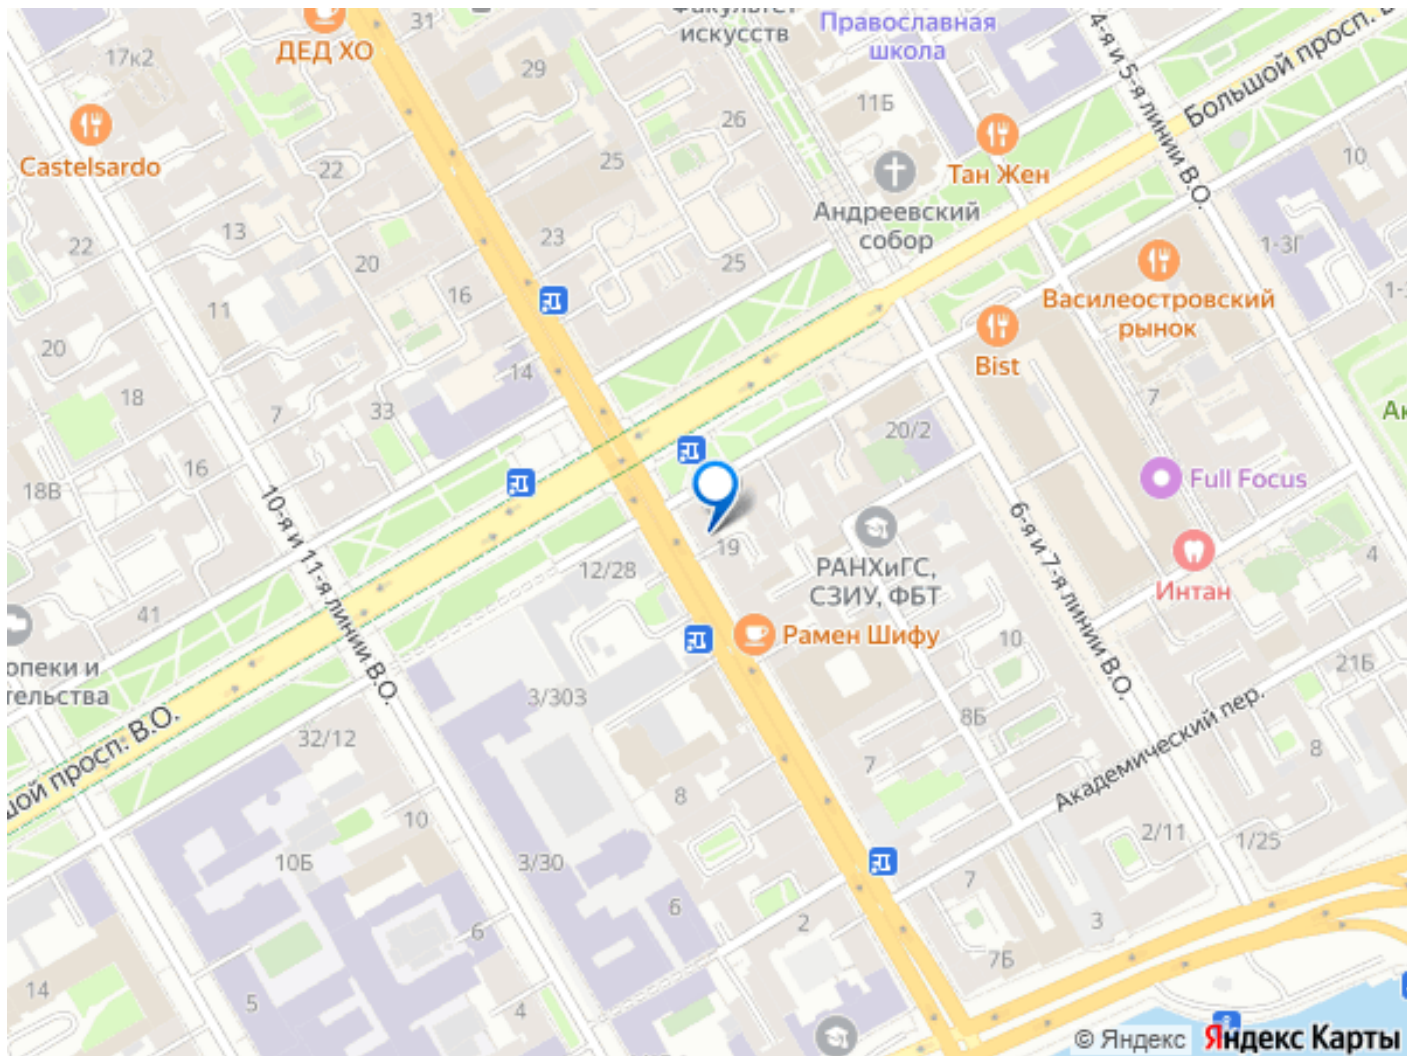 31
Факультет
искусств
Православная
школа
4-я и 5-я линии В.О.
Большой просп. В
ДЕД ХО
17к2
29
11Б
26
Castelsardo
22
25
Тан Жен
10
Андреевский
собор
22
13
20
23
25
1-3Г
16
11
Василеостровский
рынок
1-
20
Bist
14
18
7
33
7
Ак
20/2
16
18В
Full Focus
10-я и 11-я линии В.О.
6-я и 7-я линии В.О.
19
12/28
РАНХиГС,
СЗИУ, ФБТ
Интан
4
41
Рамен Шифу
10
опеки и
тельства
21Б
3/303
8Б
шой просп. В.О.
32/12
Академический пер.
7
8
8
10
2/11
1/25
10Б
3/30
7
6
2
3
6
7Б
14
5
4
© Яндекс
Яндекс Карты